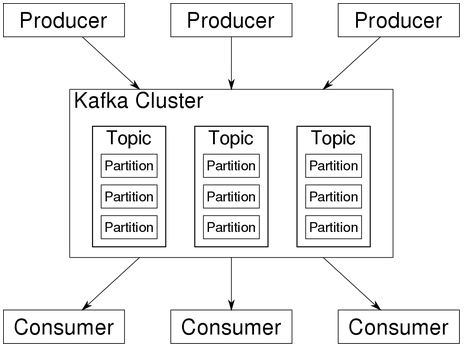 Producer Producer Producer
Kafka Cluster
Topic Topic Topic
Partition Partition Partition
Partition Partition Partition
Partition Partition Partition
Consumer Consumer Consumer